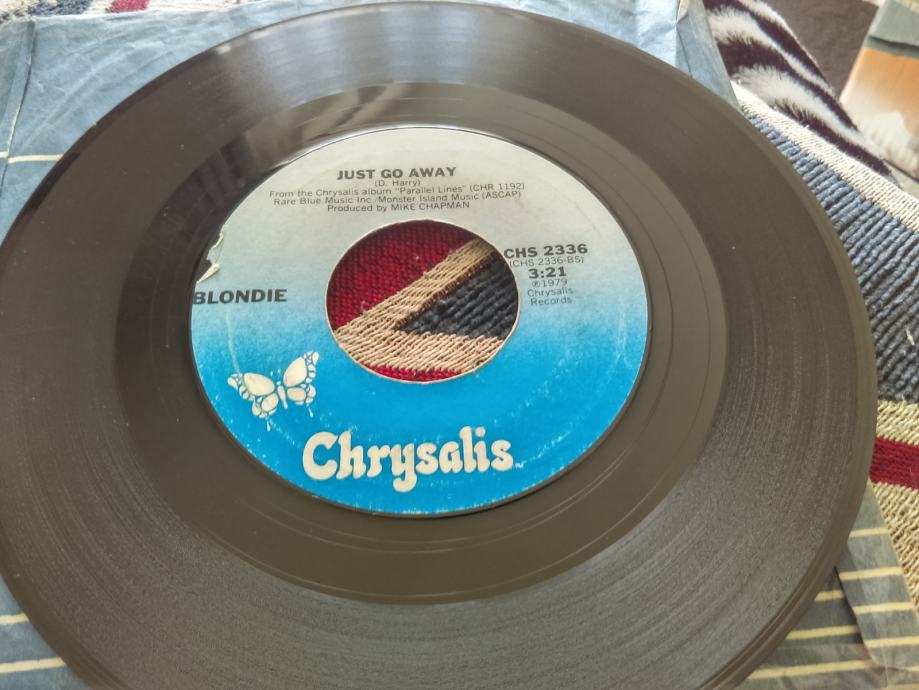 JUST GO AWAY
(D. Harry)
From the Chrysalis album "Parallel Lines" (CHR 1192)
Rare Blue Music Inc./Monster Island Music (ASCAP)
Produced by MIKE CHAPMAN
CHS 2336
(CHS 2336-BS)
3:21
℗1979
Chrysalis
Records
BLONDIE
Chrysalis